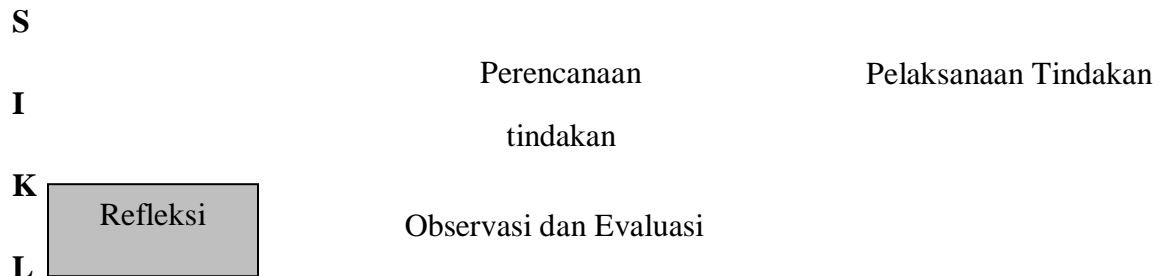 S
Perencanaan
Pelaksanaan Tindakan
I
tindakan
K
Refleksi
Observasi dan Evaluasi
L